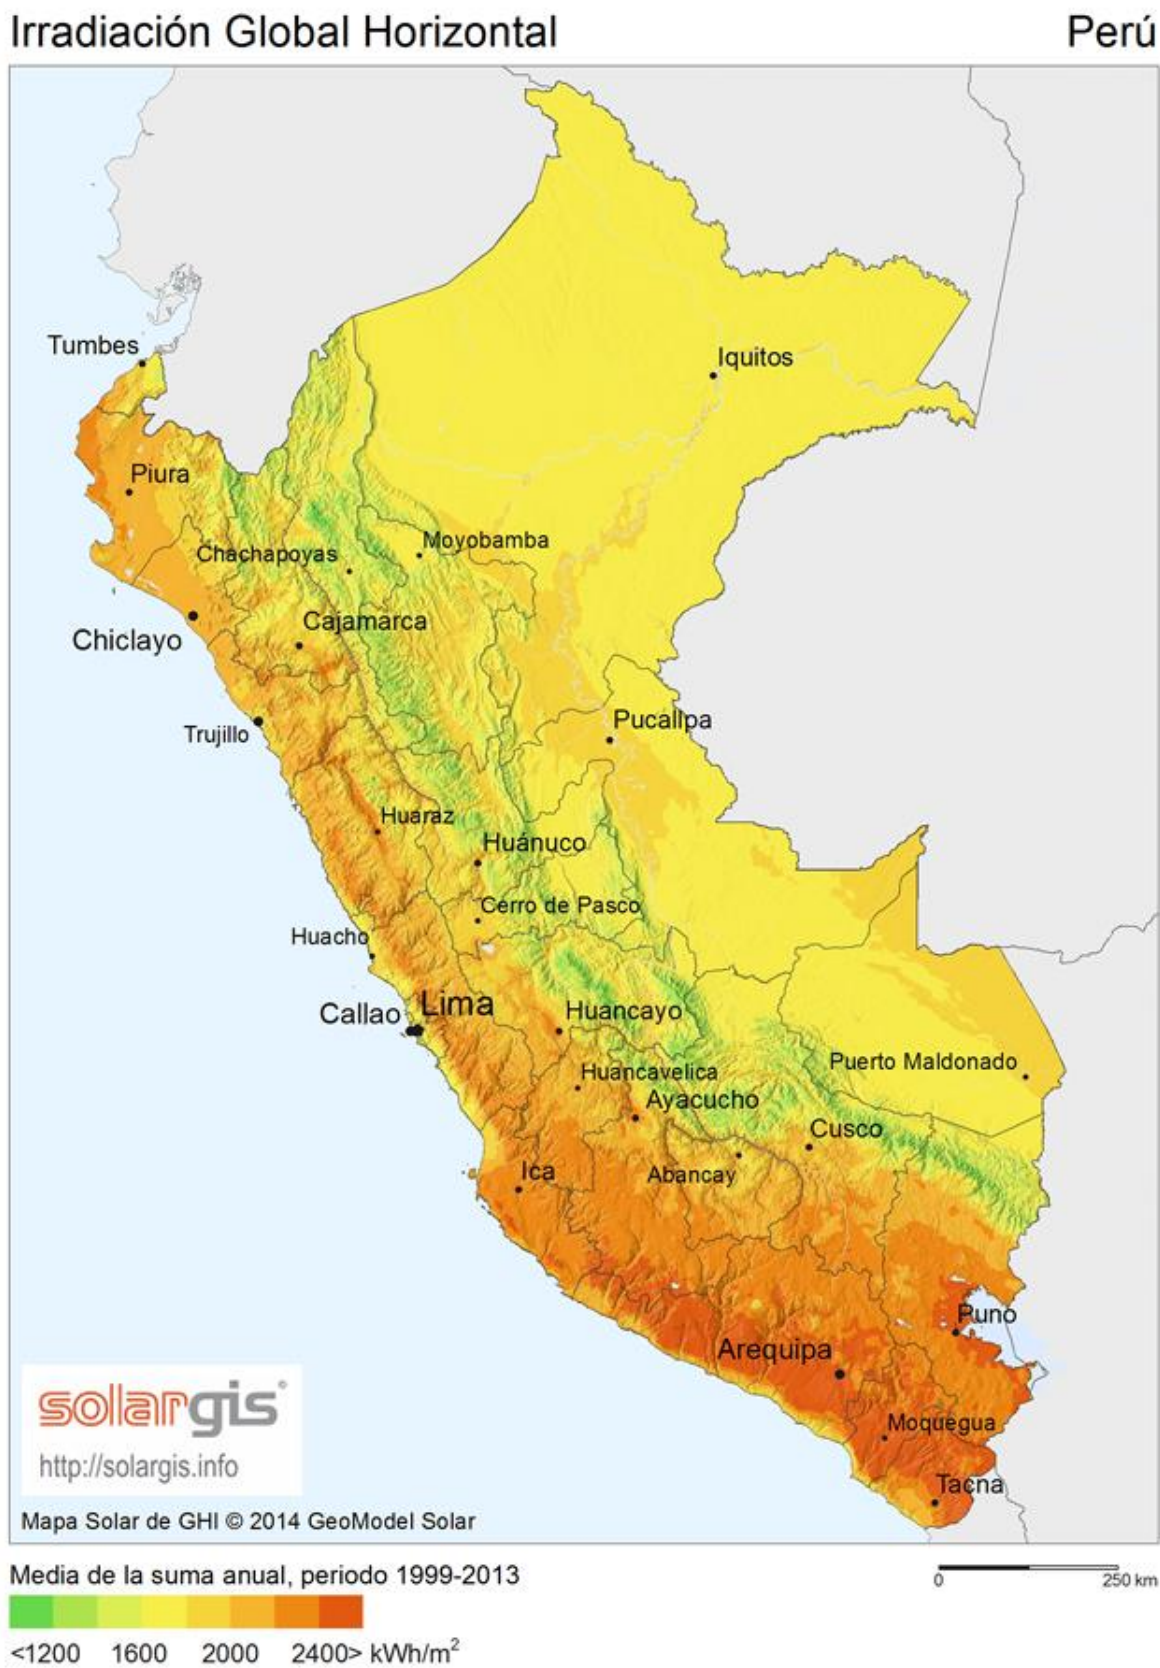 Irradiación Global Horizontal
Perú
Tumbes
Iquitos
Piura
Moyobamba
Chachapoyas
Cajamarca
Chiclayo
Pucallpa
Trujillo
Huaraz
Huánuco
Cerro de Pasco
Huacho
Lima
Callao
Huancayo
Puerto Maldonado
Huancavelica
Ayacucho
Cusco
Ica
Abancay
Puno
Arequipa
Moquegua
Tacna
solargis©
http://solargis.info
Mapa Solar de GHI © 2014 GeoModel Solar
Media de la suma anual, periodo 1999-2013
0 250 km
<1200 1600 2000 2400> kWh/m²